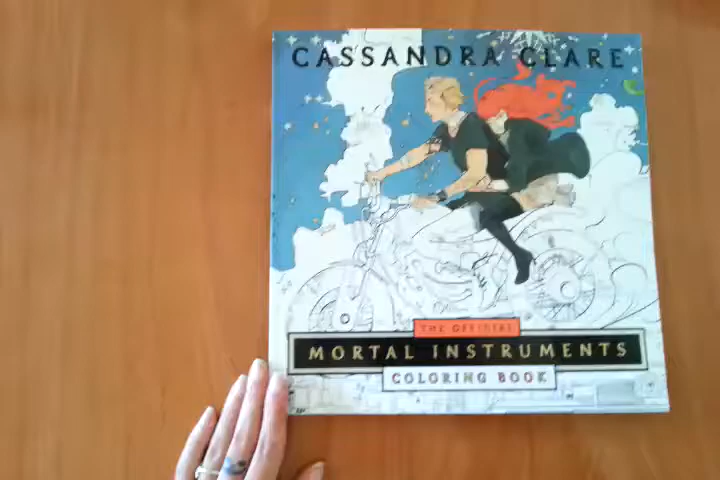 CASSANDRA CLARE
THE OFFICIAL
MORTAL INSTRUMENTS
COLORING BOOK